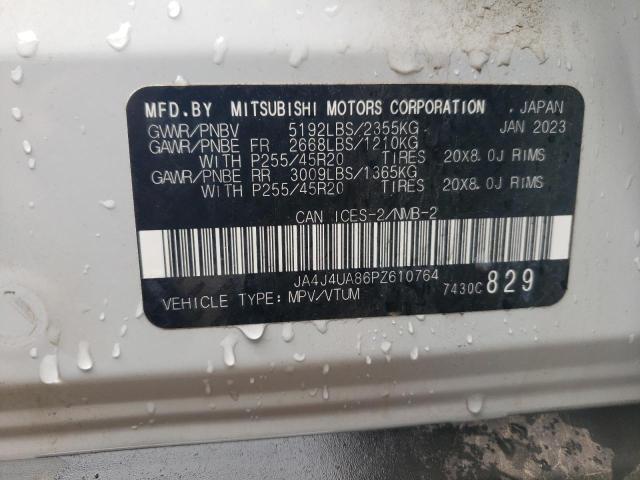 MFD.BY MITSUBISHI MOTORS CORPORATION . JAPAN
GWVR/PNBV 5192LBS/2355KG JAN 2023
GAWR/PNBE FR 2668LBS/1210KG
WITH P255/45R20 TIRES 20X8.0J RIMS
GAWR/PNBE RR 3009LBS/1365KG
WITH P255/45R20 TIRES 20X8.0J RIMS
CAN ICES-2/NMB-2
JA4J4UA86PZ610764
VEHICLE TYPE: MPV/VTUM 7430C 829